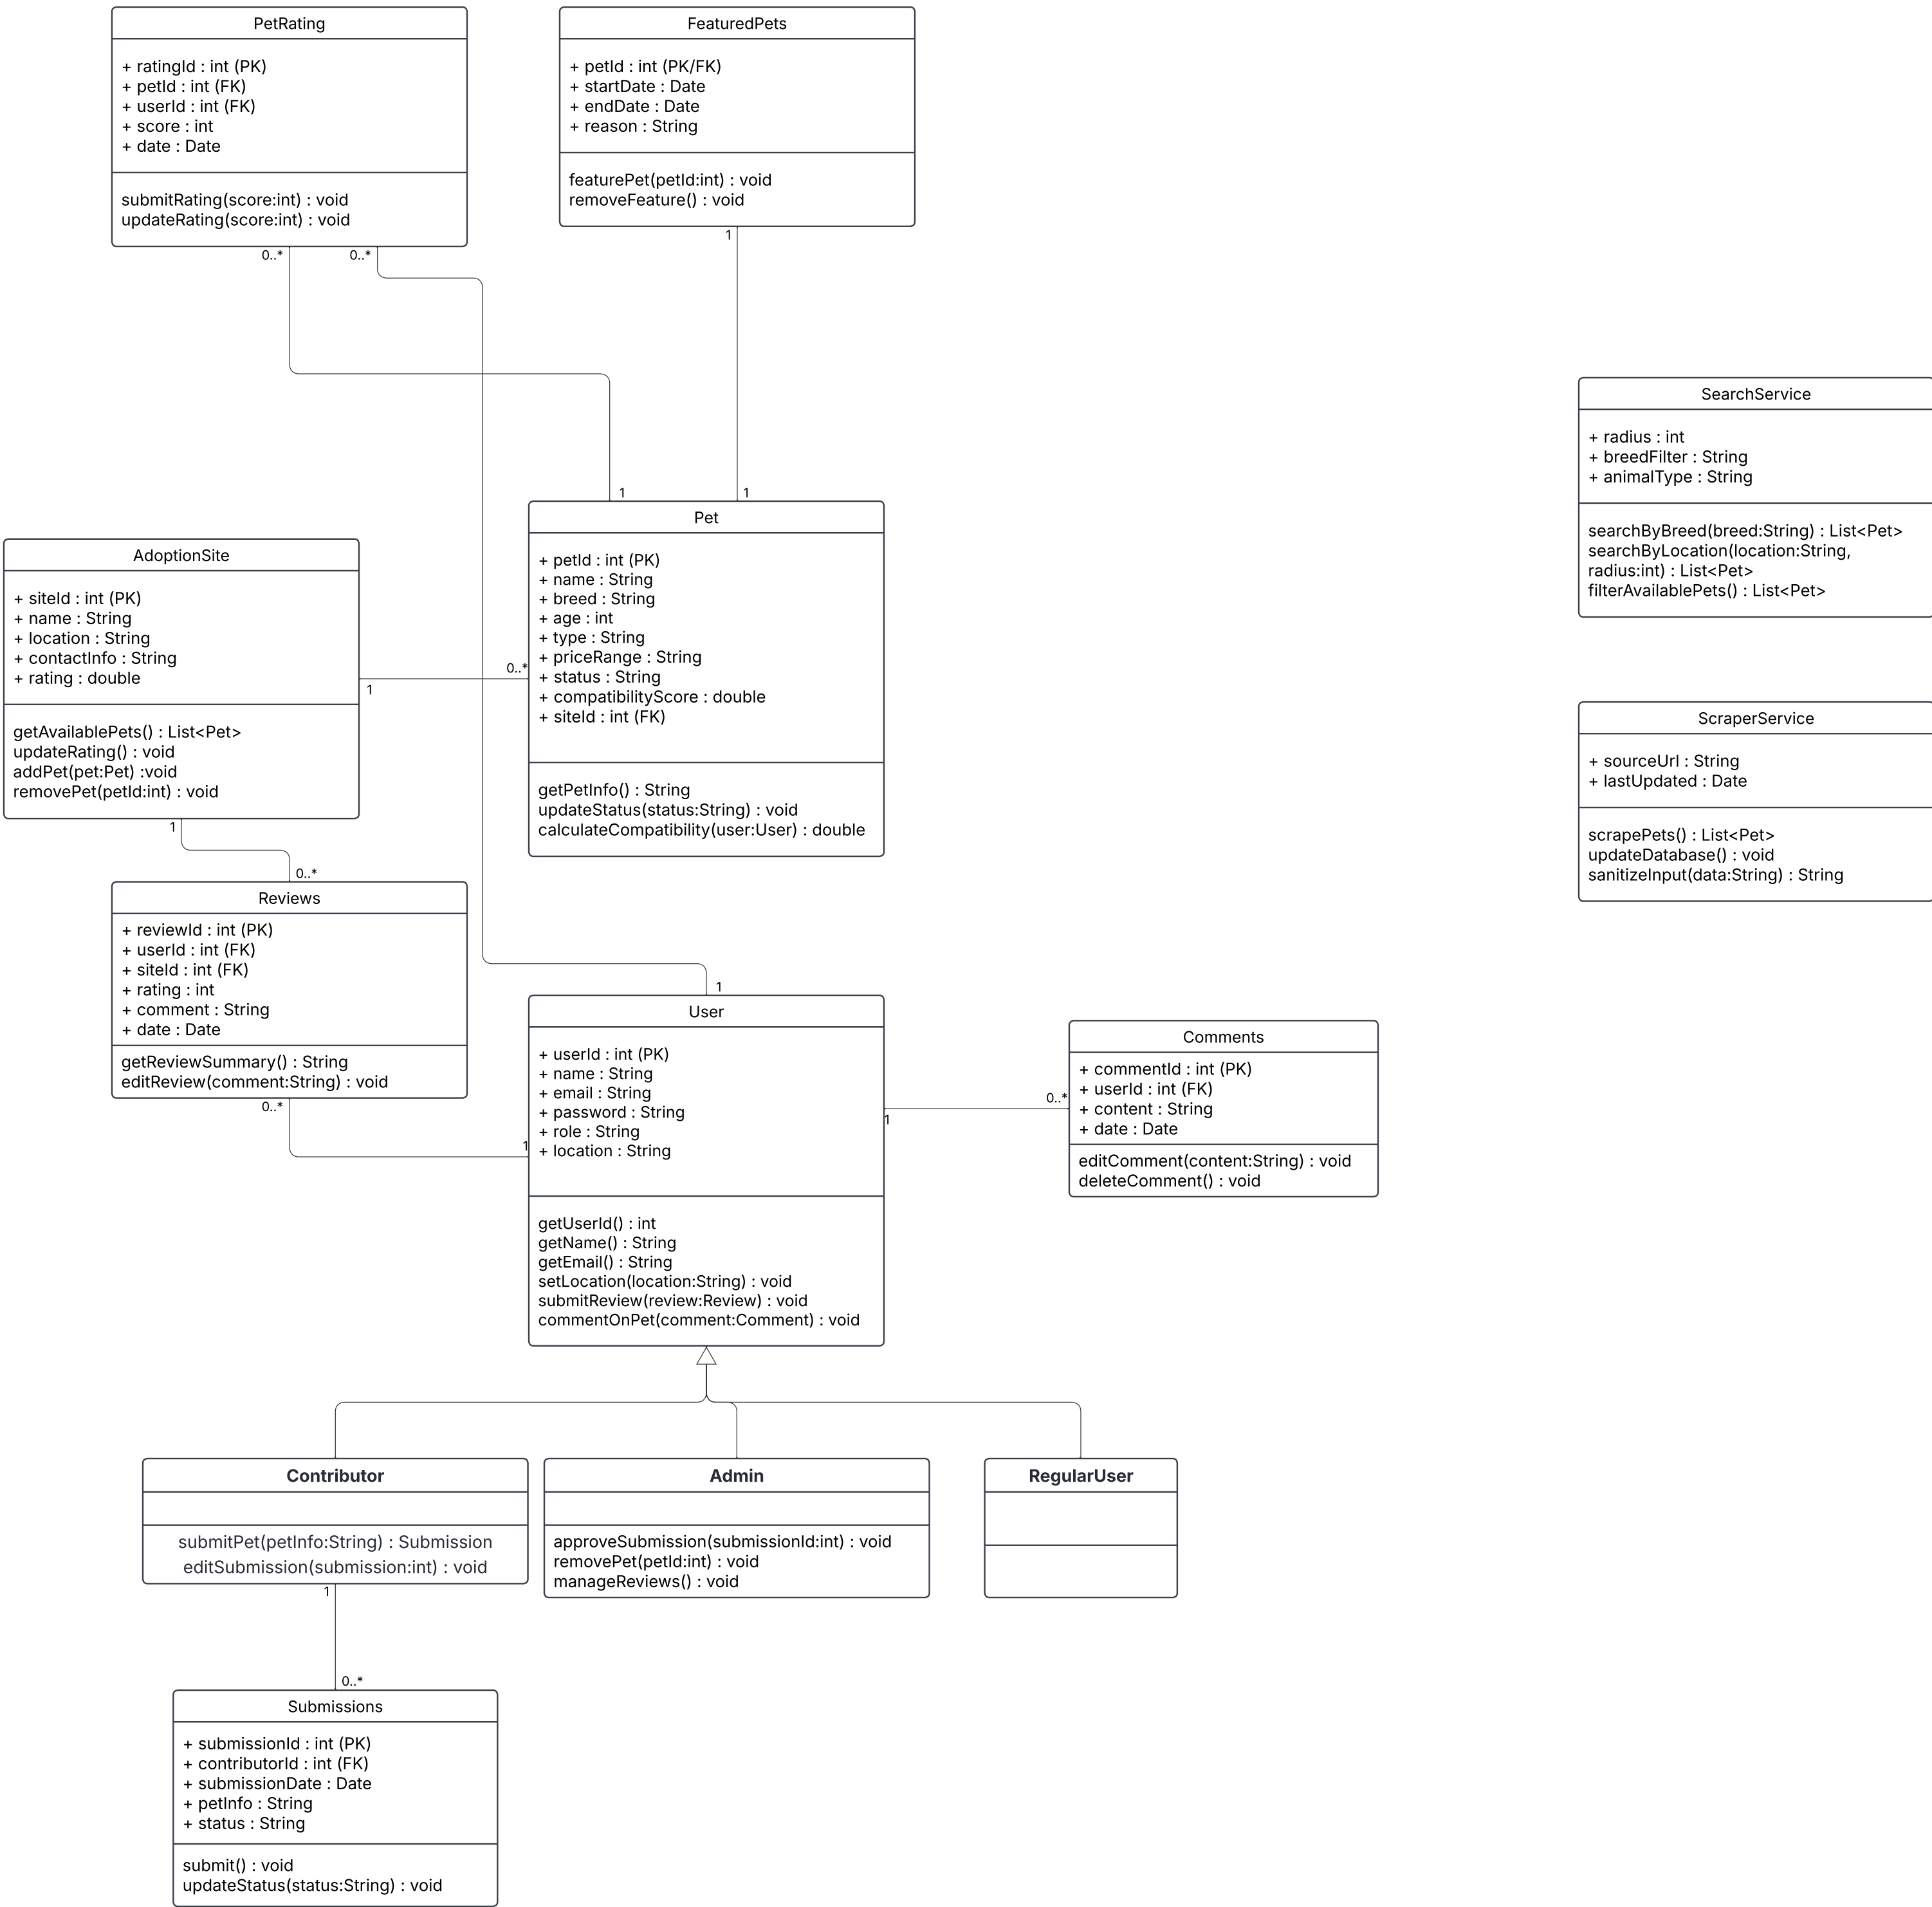 PetRating
+ ratingId : int (PK)
+ petId : int (FK)
+ userId : int (FK)
+ score : int
+ date : Date
submitRating(score:int) : void
updateRating(score:int) : void
0..*
0..*
FeaturedPets
+ petId : int (PK/FK)
+ startDate : Date
+ endDate : Date
+ reason : String
featurePet(petId:int) : void
removeFeature() : void
1
1
1
SearchService
+ radius : int
+ breedFilter : String
+ animalType : String
searchByBreed(breed:String) : List<Pet>
searchByLocation(location:String,
radius:int) : List<Pet>
filterAvailablePets() : List<Pet>
AdoptionSite
+ siteId : int (PK)
+ name : String
+ location : String
+ contactInfo : String
+ rating : double
getAvailablePets() : List<Pet>
updateRating() : void
addPet(pet:Pet) :void
removePet(petId:int) : void
1
0..*
Pet
+ petId : int (PK)
+ name : String
+ breed : String
+ age : int
+ type : String
+ priceRange : String
+ status : String
+ compatibilityScore : double
+ siteId : int (FK)
getPetInfo() : String
updateStatus(status:String) : void
calculateCompatibility(user:User) : double
ScraperService
+ sourceUrl : String
+ lastUpdated : Date
scrapePets() : List<Pet>
updateDatabase() : void
sanitizeInput(data:String) : String
1
0..*
Reviews
+ reviewId : int (PK)
+ userId : int (FK)
+ siteId : int (FK)
+ rating : int
+ comment : String
+ date : Date
getReviewSummary() : String
editReview(comment:String) : void
0..*
1
1
User
+ userId : int (PK)
+ name : String
+ email : String
+ password : String
+ role : String
+ location : String
getUserId() : int
getName() : String
getEmail() : String
setLocation(location:String) : void
submitReview(review:Review) : void
commentOnPet(comment:Comment) : void
1
0..*
Comments
+ commentId : int (PK)
+ userId : int (FK)
+ content : String
+ date : Date
editComment(content:String) : void
deleteComment() : void
Contributor
submitPet(petInfo:String) : Submission
editSubmission(submission:int) : void
Admin
approveSubmission(submissionId:int) : void
removePet(petId:int) : void
manageReviews() : void
RegularUser
1
0..*
Submissions
+ submissionId : int (PK)
+ contributorId : int (FK)
+ submissionDate : Date
+ petInfo : String
+ status : String
submit() : void
updateStatus(status:String) : void